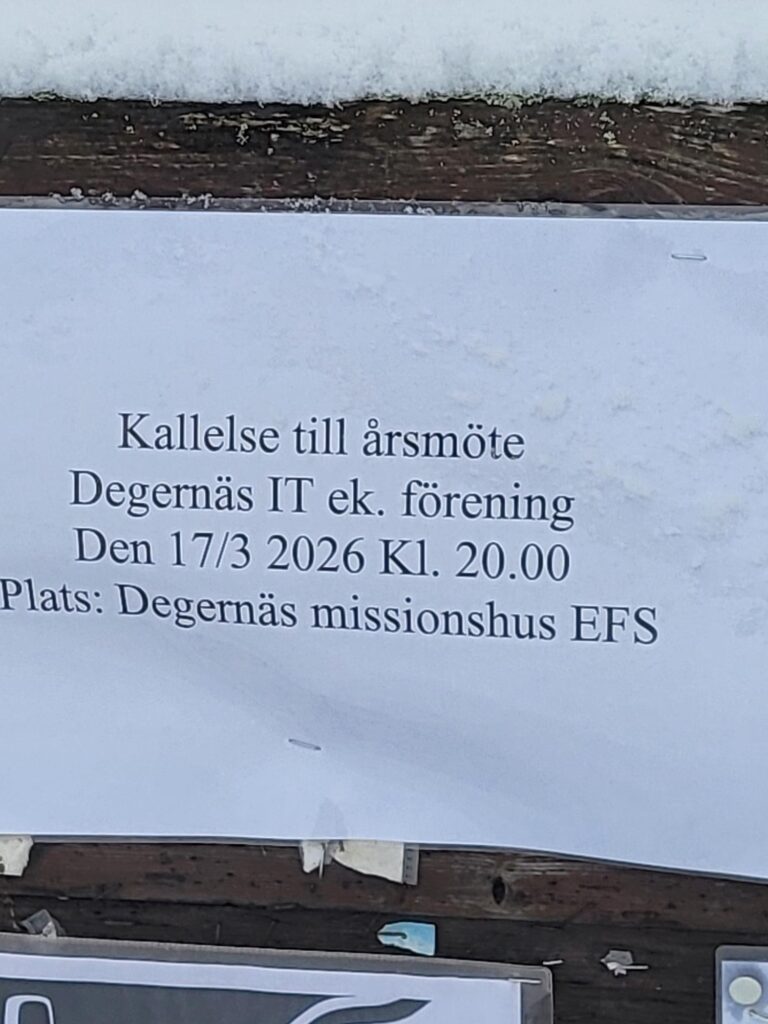 Kallelse till årsmöte
Degernäs IT ek. förening
Den 17/3 2026 Kl. 20.00
Plats: Degernäs missionshus EFS